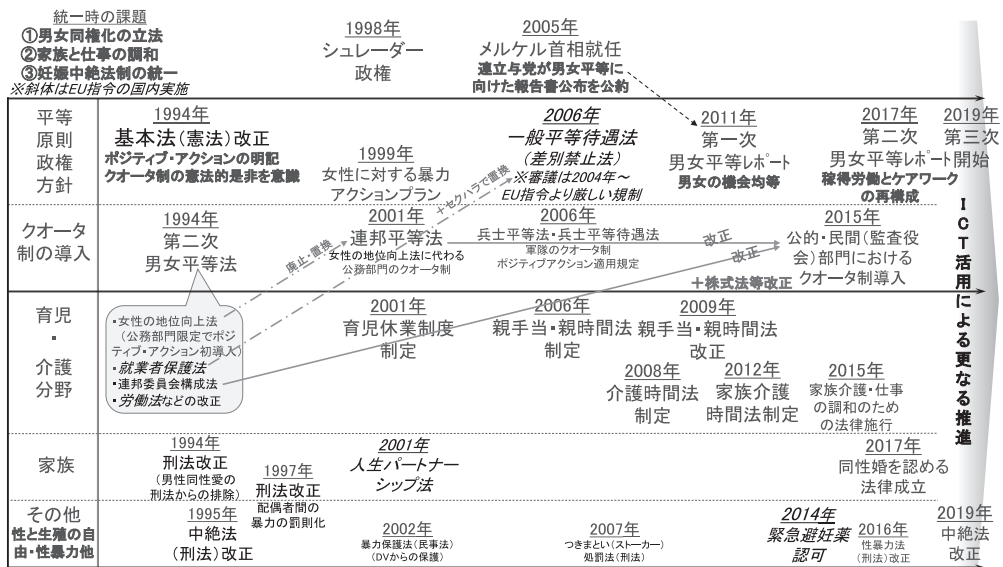 統一時の課題
①男女同権化の立法
②家族と仕事の調和
③妊娠中絶法制の統一
※斜体はEU指令の国内実施
1998年
シュレーダー
政権
2005年
メルケル首相就任
連立与党が男女平等に
向けた報告書公布を公約
平等
原則
政権
方針
1994年
基本法(憲法)改正
ポジティブ・アクションの明記
クオータ制の憲法的是非を意識
1999年
女性に対する暴力
アクションプラン
2006年
一般平等待遇法
(差別禁止法)
※審議は2004年～
EU指令より厳しい規制
2011年
第一次
男女平等レポート
男女の機会均等
2017年
第二次
男女平等レポート
稼得労働とケアワーク
の再構成
2019年
第三次
開始
クオータ
制の導入
1994年
第二次
男女平等法
廃止・置換
+セクハラで置換
2001年
連邦平等法
女性の地位向上法に代わる
公務部門のクオータ制
2006年
兵士平等法・兵士平等待遇法
軍隊のクオータ制
ポジティブアクション適用規定
改正
改正
+株式法等改正
2015年
公的・民間(監査役
会)部門における
クオータ制導入
・女性の地位向上法
(公務部門限定でポジ
ティブ・アクション初導入)
・就業者保護法
・連邦委員会構成法
・労働法などの改正
育児
・
介護
分野
2001年
育児休業制度
制定
2006年
親手当・親時間法
制定
2009年
親手当・親時間法
改正
2008年
介護時間法
制定
2012年
家族介護
時間法制定
2015年
家族介護・仕事
の調和のため
の法律施行
家族
1994年
刑法改正
(男性同性愛の
刑法からの排除)
1997年
刑法改正
配偶者間の
暴力の罰則化
2001年
人生パートナー
シップ法
2017年
同性婚を認める
法律成立
その他
性と生殖の自
由・性暴力他
1995年
中絶法
(刑法)改正
2002年
暴力保護法(民事法)
(DVからの保護)
2007年
つきまとい(ストーカー)
処罰法(刑法)
2014年
緊急避妊薬
認可
2016年
性暴力法
(刑法)改正
2019年
中絶法
改正
ICT活用による更なる推進